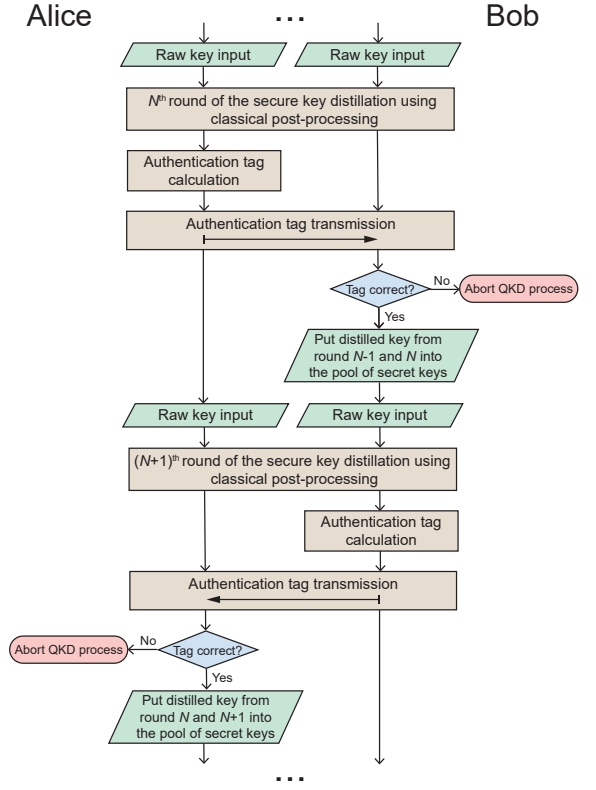 Alice
...
Bob
Raw key input
Raw key input
Nth round of the secure key distillation using
classical post-processing
Authentication tag
calculation
Authentication tag transmission
Tag correct?
No
Abort QKD process
Yes
Put distilled key from
round N-1 and N into
the pool of secret keys
Raw key input
Raw key input
(N+1)th round of the secure key distillation using
classical post-processing
Authentication tag
calculation
Authentication tag transmission
Abort QKD process
No
Tag correct?
Yes
Put distilled key from
round N and N+1 into
the pool of secret keys
...